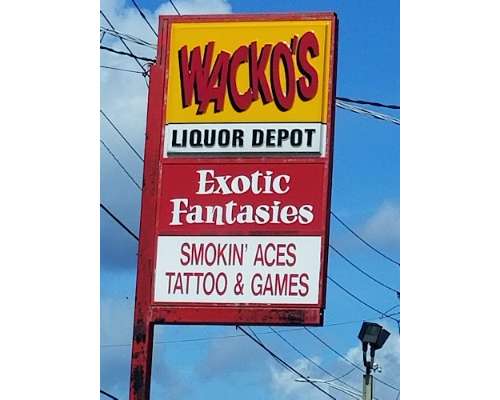 WACKO'S
LIQUOR DEPOT
Exotic
Fantasies
SMOKIN' ACES
TATTOO & GAMES